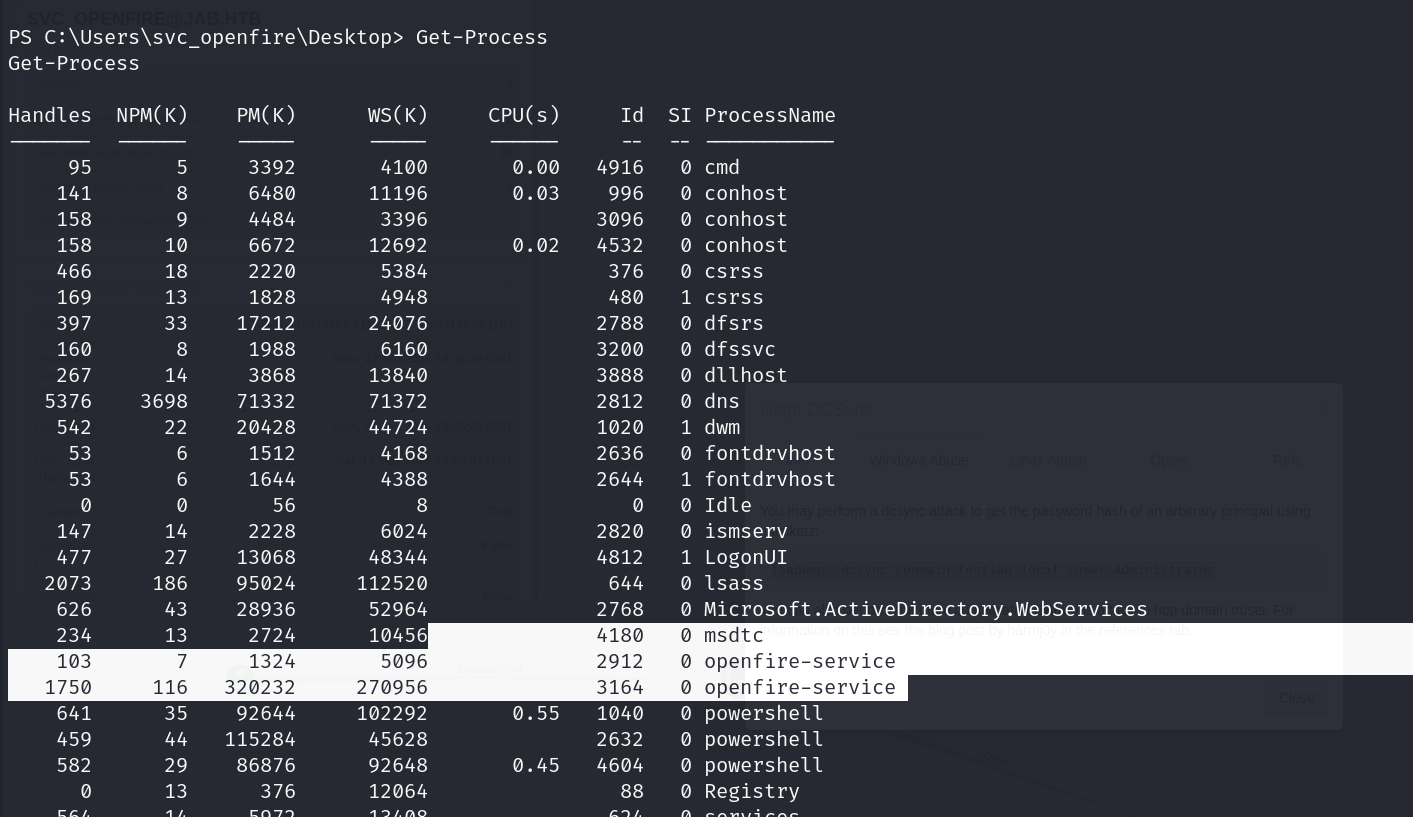 SVC_OPENFIRE@JAB.HTB
PS C:\Users\svc_openfire\Desktop> Get-Process
Get-Process
Handles NPM(K) PM(K) WS(K) CPU(s) Id SI ProcessName
------- ------ ----- ----- ------ -- -- -----------
95 5 3392 4100 0.00 4916 0 cmd
141 8 6480 11196 0.03 996 0 conhost
158 9 4484 3396 3096 0 conhost
158 10 6672 12692 0.02 4532 0 conhost
466 18 2220 5384 376 0 csrss
169 13 1828 4948 480 1 csrss
397 33 17212 24076 2788 0 dfsrs
160 8 1988 6160 3200 0 dfssvc
267 14 3868 13840 3888 0 dllhost
5376 3698 71332 71372 2812 0 dns
542 22 20428 44724 1020 1 dwm
53 6 1512 4168 2636 0 fontdrvhost
53 6 1644 4388 2644 1 fontdrvhost
0 0 56 8 0 0 Idle
147 14 2228 6024 2820 0 ismserv
477 27 13068 48344 4812 1 LogonUI
2073 186 95024 112520 644 0 lsass
626 43 28936 52964 2768 0 Microsoft.ActiveDirectory.WebServices
234 13 2724 10456 4180 0 msdtc
103 7 1324 5096 2912 0 openfire-service
1750 116 320232 270956 3164 0 openfire-service
641 35 92644 102292 0.55 1040 0 powershell
459 44 115284 45628 2632 0 powershell
582 29 86876 92648 0.45 4604 0 powershell
0 13 376 12064 88 0 Registry
564 14 5972 13408 624 0 services
Help: DCSync
Windows Abuse Linux Abuse Opsec Refs
You may perform a dcsync attack to get the password hash of an arbitrary principal using
hop domain trusts. For
information on this see the blog post by harmj0y in the references tab.
Close